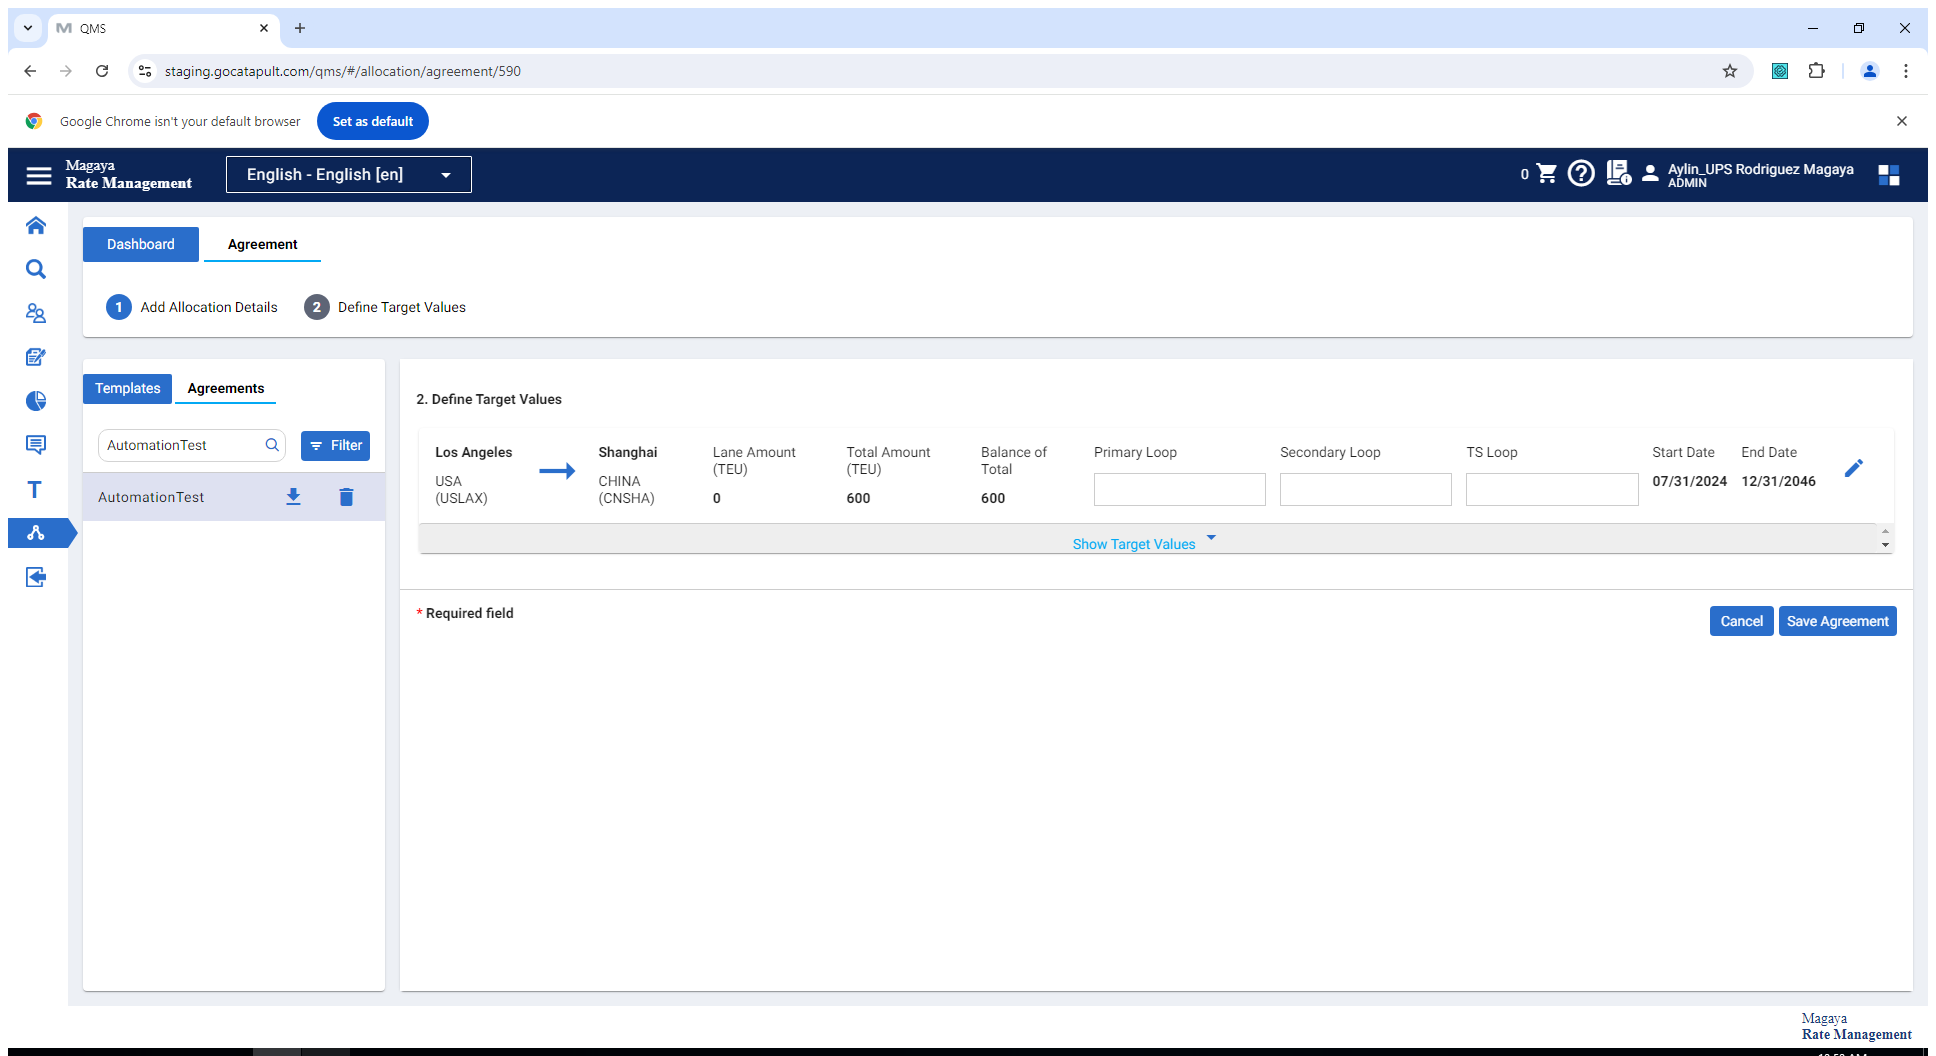 QMS
staging.gocatapult.com/qms/#/allocation/agreement/590
Google Chrome isn't your default browser
Set as default
Magaya
Rate Management
English - English [en]
0
Aylin_UPS Rodriguez Magaya
ADMIN
Dashboard
Agreement
1 Add Allocation Details
2 Define Target Values
Templates
Agreements
AutomationTest
Filter
AutomationTest
T
2. Define Target Values
Los Angeles
USA
(USLAX)
Shanghai
CHINA
(CNSHA)
Lane Amount
(TEU)
0
Total Amount
(TEU)
600
Balance of
Total
600
Primary Loop
Secondary Loop
TS Loop
Start Date
07/31/2024
End Date
12/31/2046
Show Target Values
* Required field
Cancel
Save Agreement
Magaya
Rate Management